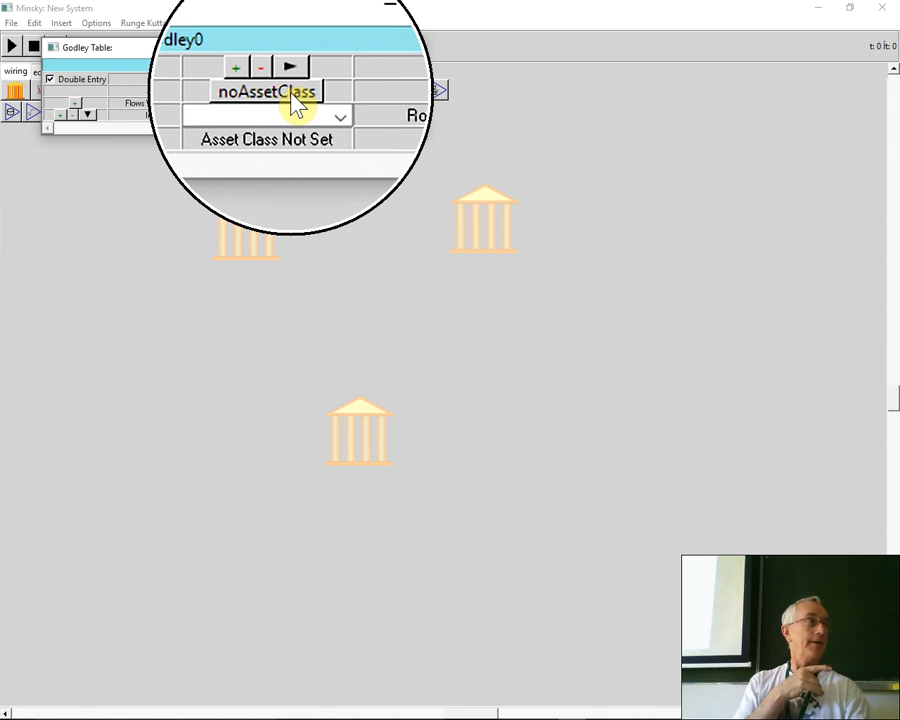 Minsky: New System
File Edit Insert Options Runge Kutt
t: 0 Δt: 0
wiring
Godley Table:
dley0
Double Entry
+ - ►
noAssetClass
+
Flows
Ro
+ - ▼
Asset Class Not Set